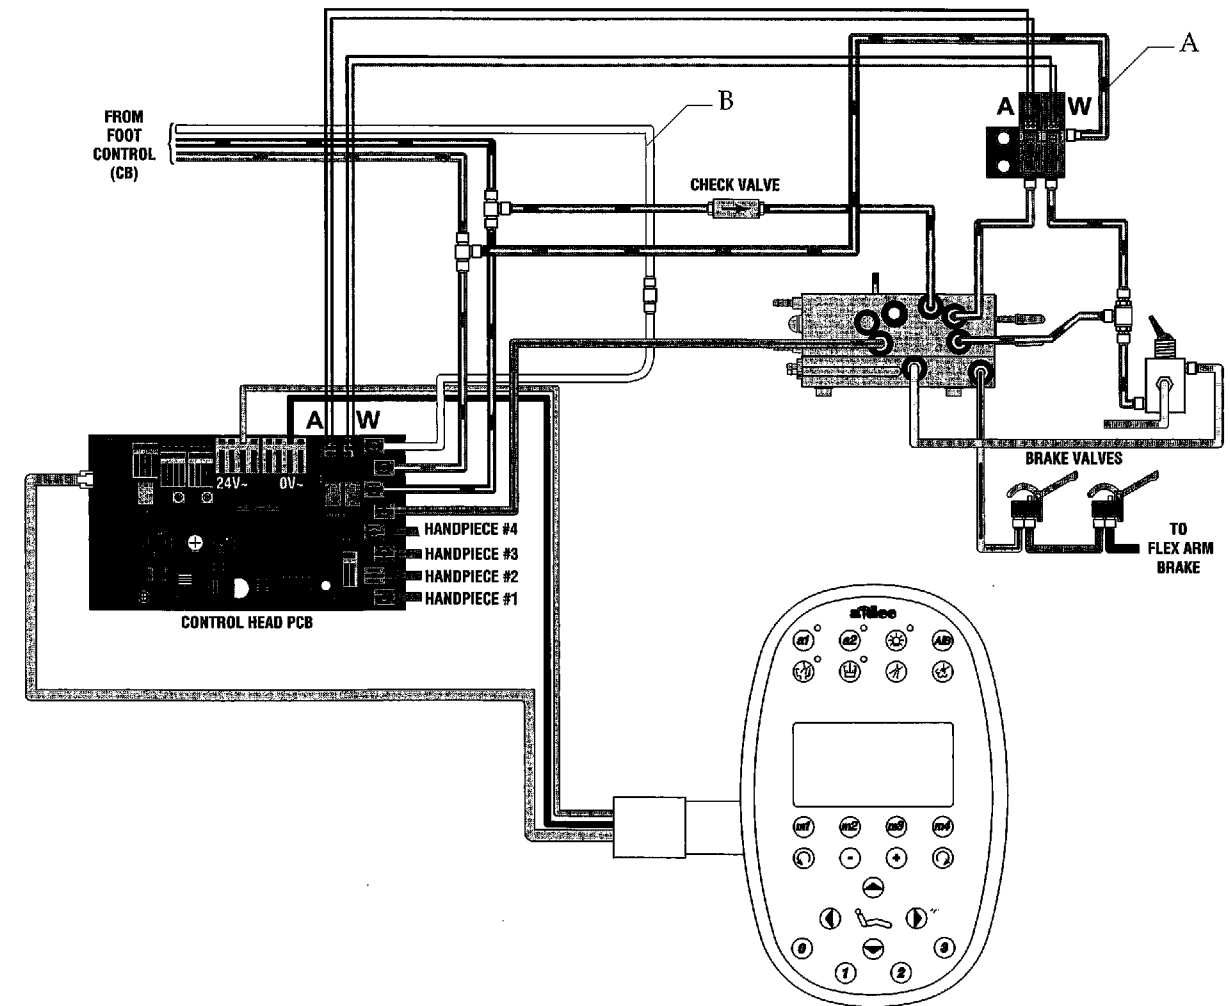 A
B
A W
FROM
FOOT
CONTROL
(CB)
CHECK VALVE
A W
24V~ 0V~
BRAKE VALVES
HANDPIECE #4
HANDPIECE #3
HANDPIECE #2
HANDPIECE #1
TO
FLEX ARM
BRAKE
CONTROL HEAD PCB
a1 a2 A/B
m1 m2 m3 m4
- +
0 3
1 2